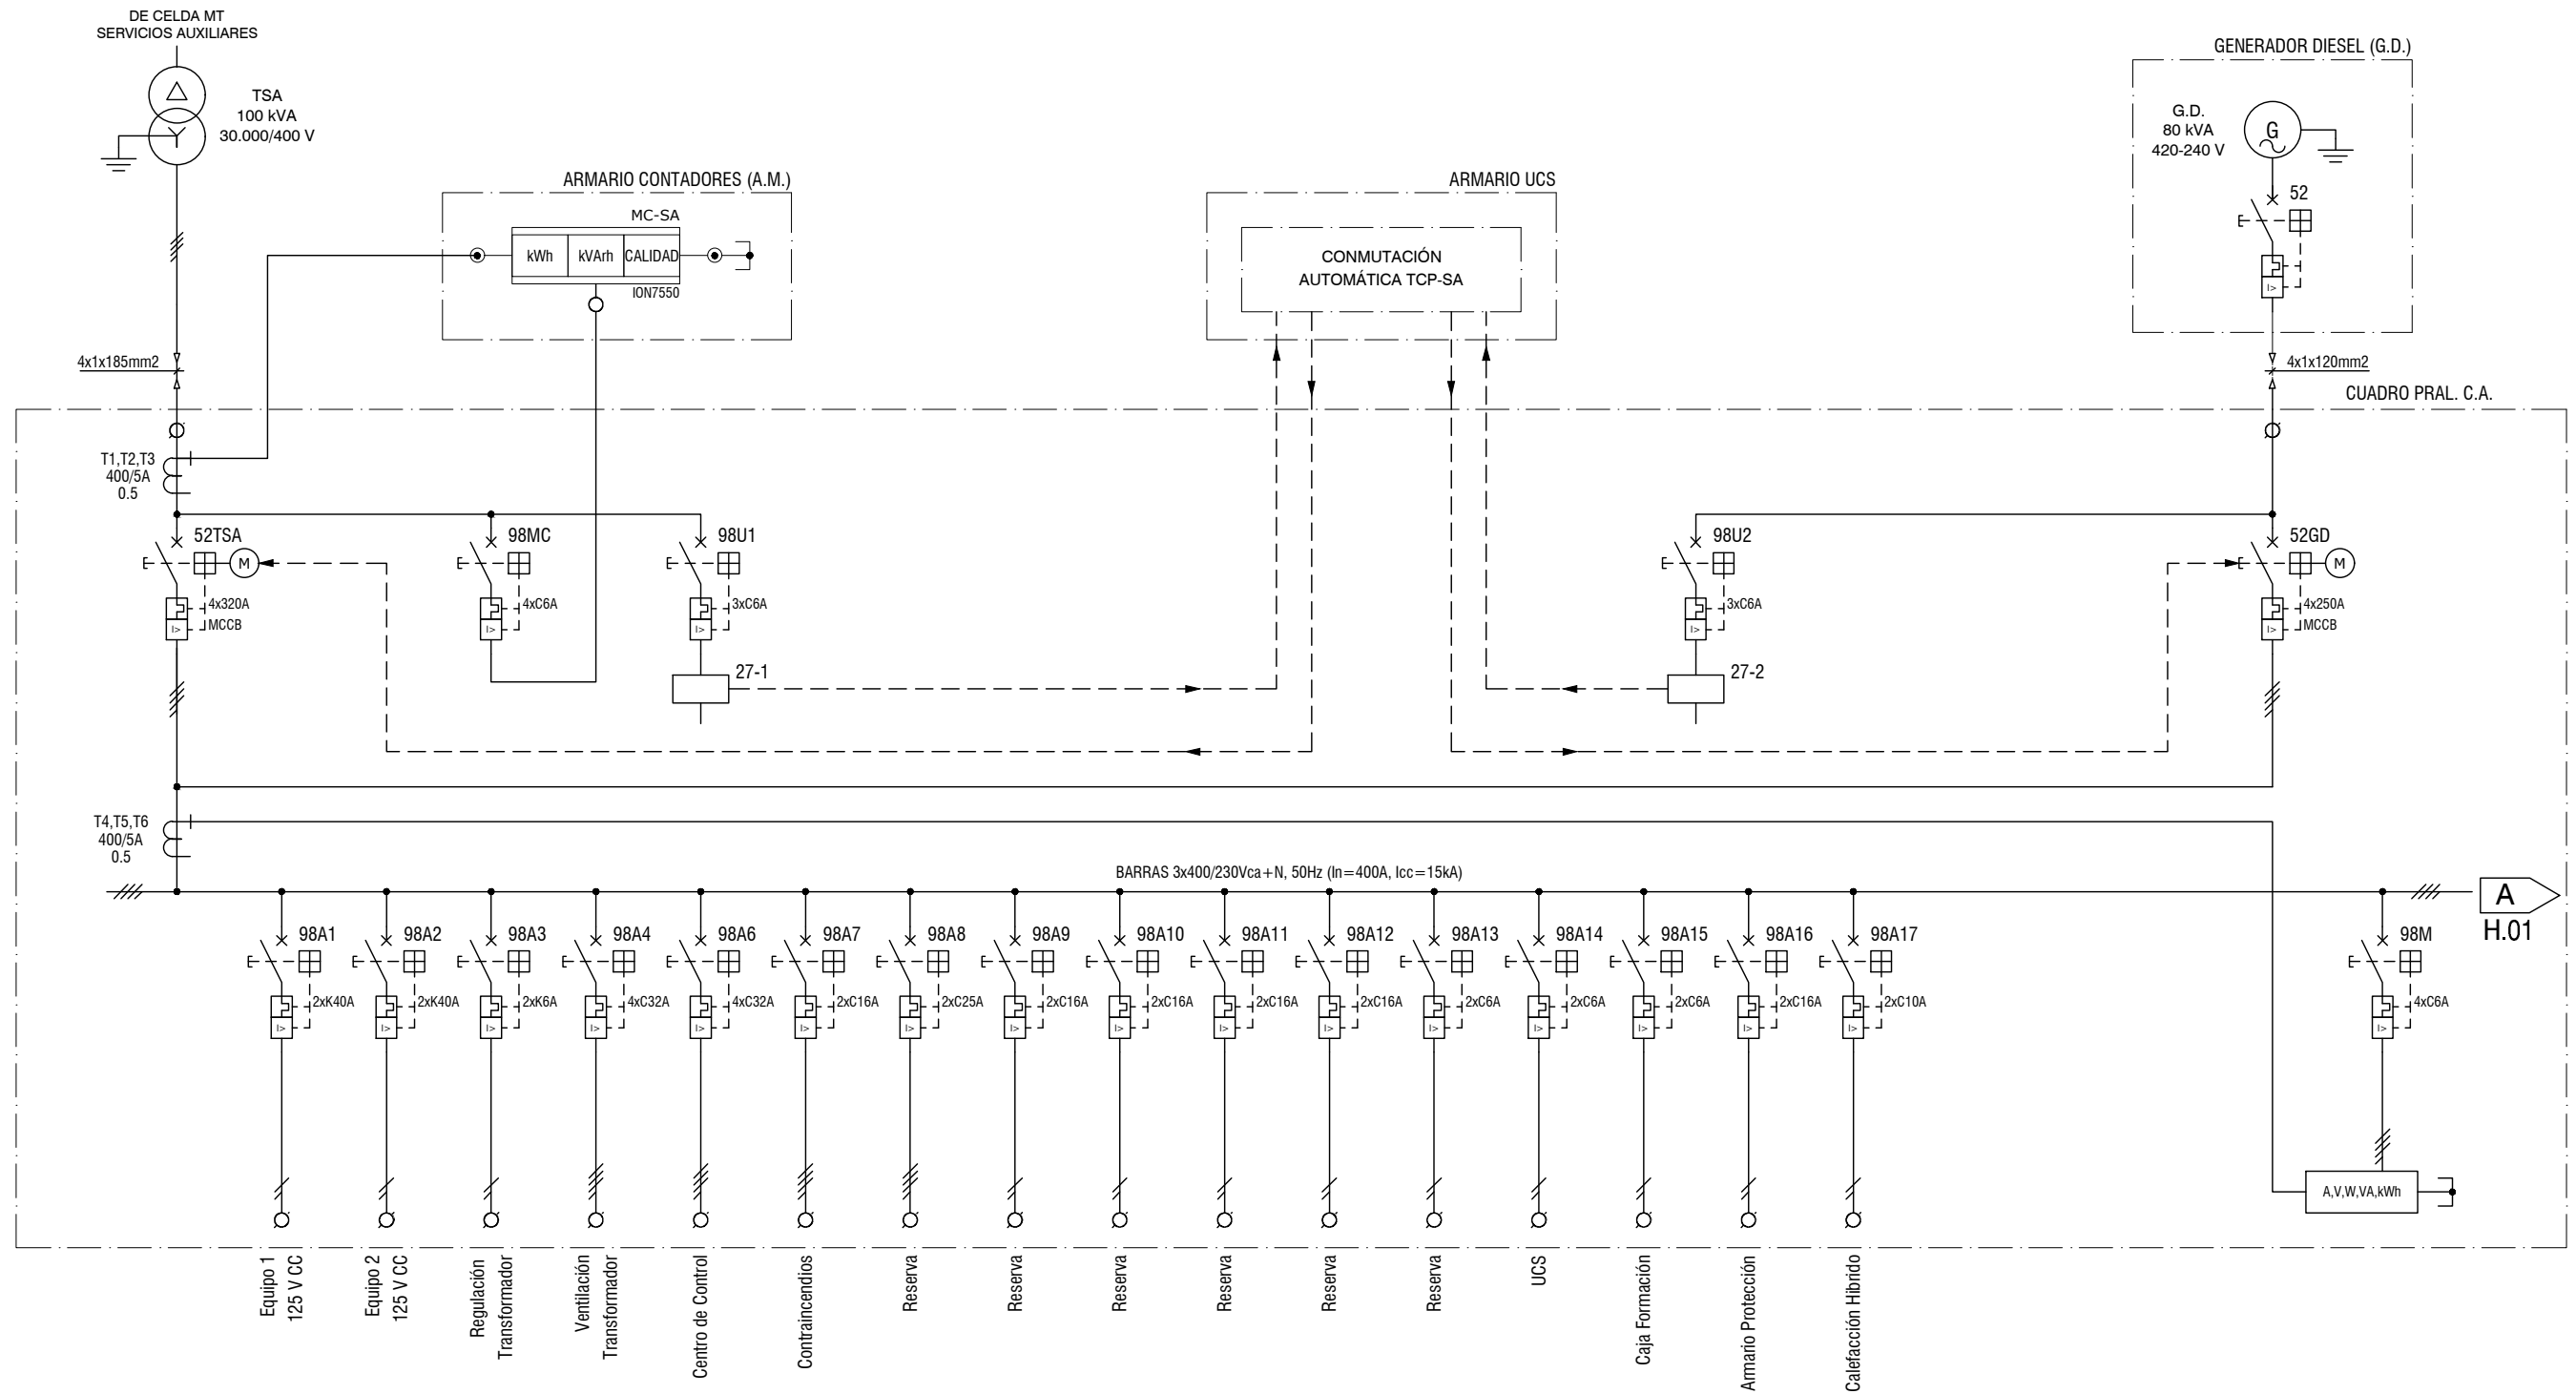 DE CELDA MT
SERVICIOS AUXILIARES
TSA
100 kVA
30.000/400 V
GENERADOR DIESEL (G.D.)
G.D.
80 kVA
420-240 V
G
52
I>
ARMARIO CONTADORES (A.M.)
MC-SA
kWh
kVArh
CALIDAD
ION7550
ARMARIO UCS
CONMUTACIÓN
AUTOMÁTICA TCP-SA
4x1x185mm2
4x1x120mm2
CUADRO PRAL. C.A.
T1,T2,T3
400/5A
0.5
52TSA
M
4x320A
MCCB
I>
98MC
4xC6A
I>
98U1
3xC6A
I>
27-1
98U2
3xC6A
I>
27-2
52GD
M
4x250A
MCCB
I>
T4,T5,T6
400/5A
0.5
BARRAS 3x400/230Vca+N, 50Hz (In=400A, Icc=15kA)
A
H.01
98A1
2xK40A
I>
98A2
2xK40A
I>
98A3
2xK6A
I>
98A4
4xC32A
I>
98A6
4xC32A
I>
98A7
2xC16A
I>
98A8
2xC25A
I>
98A9
2xC16A
I>
98A10
2xC16A
I>
98A11
2xC16A
I>
98A12
2xC16A
I>
98A13
2xC6A
I>
98A14
2xC6A
I>
98A15
2xC6A
I>
98A16
2xC16A
I>
98A17
2xC10A
I>
98M
4xC6A
I>
A,V,W,VA,kWh
Equipo 1
125 V CC
Equipo 2
125 V CC
Regulación
Transformador
Ventilación
Transformador
Centro de Control
Contraincendios
Reserva
Reserva
Reserva
Reserva
Reserva
Reserva
UCS
Caja Formación
Armario Protección
Calefacción Hibrido